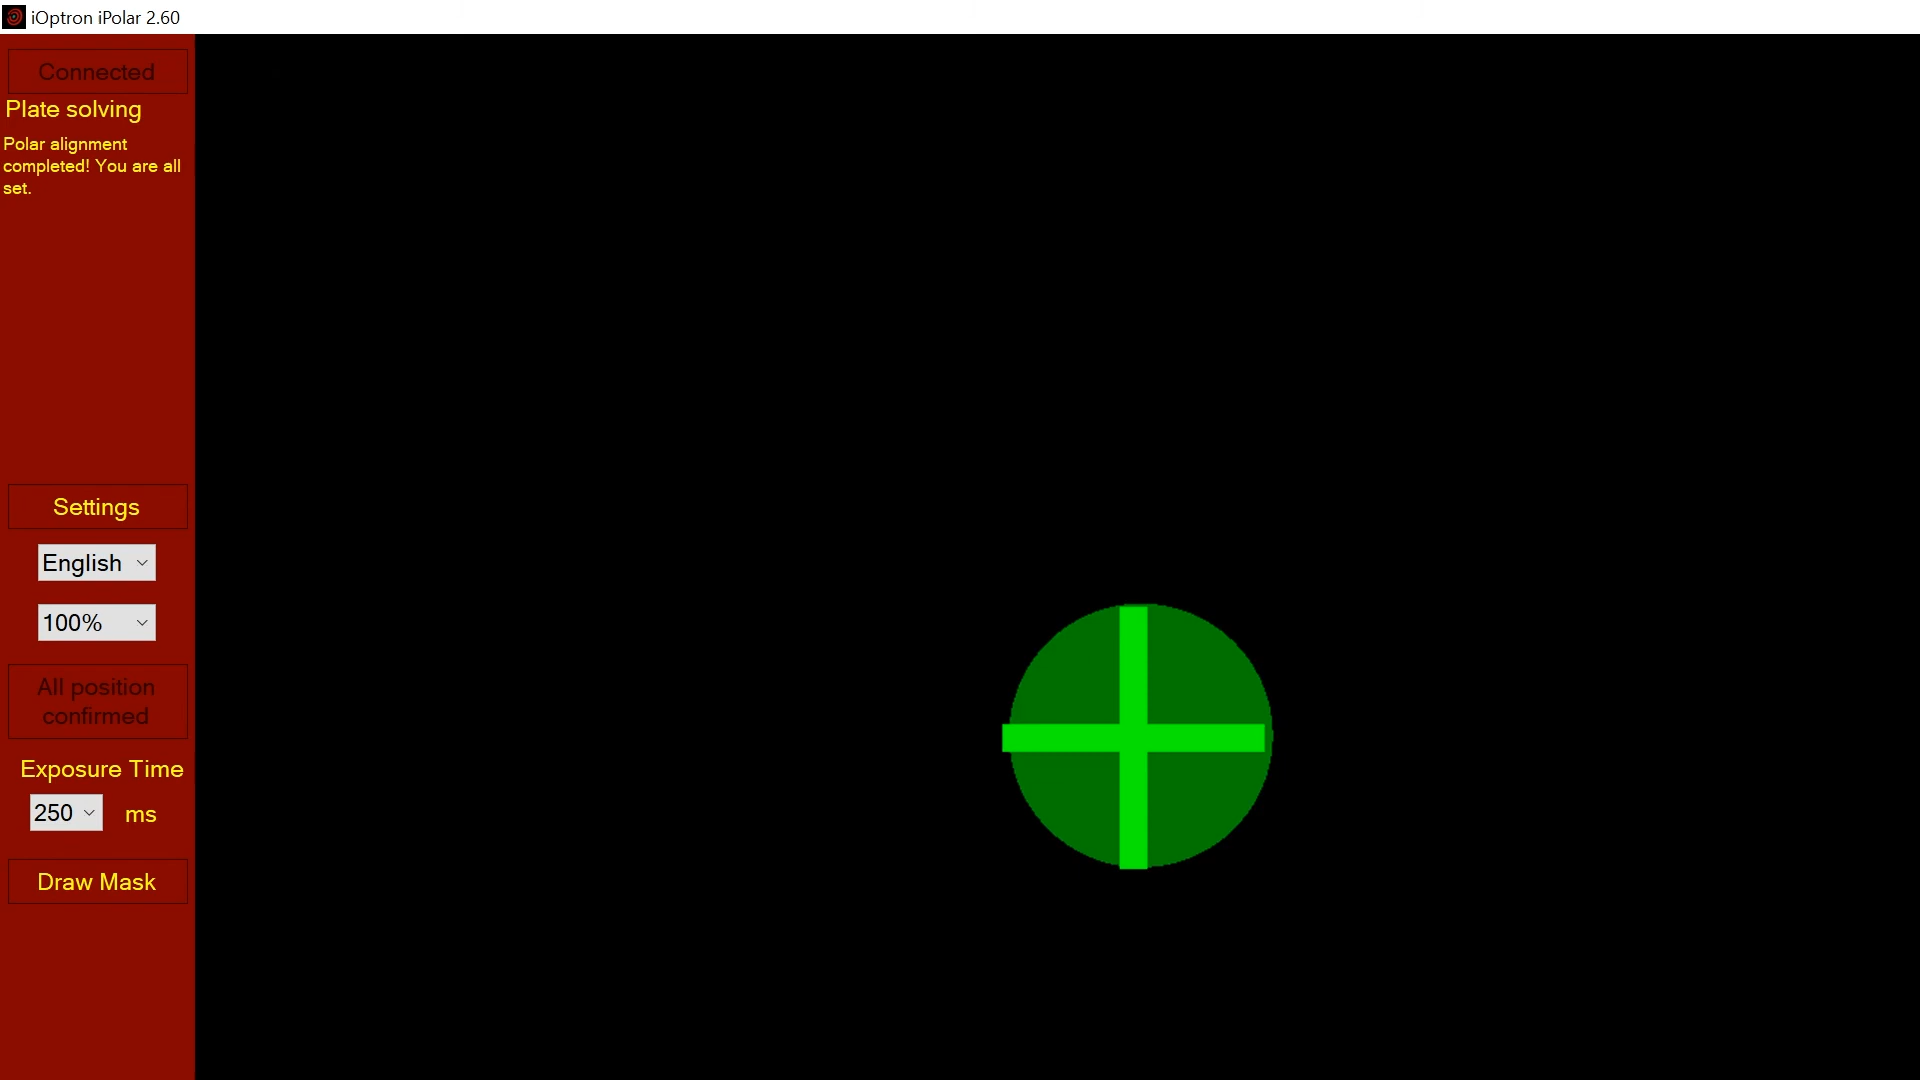 iOptron iPolar 2.60
Connected
Plate solving
Polar alignment
completed! You are all
set.
Settings
English
100%
All position
confirmed
Exposure Time
250 ms
Draw Mask